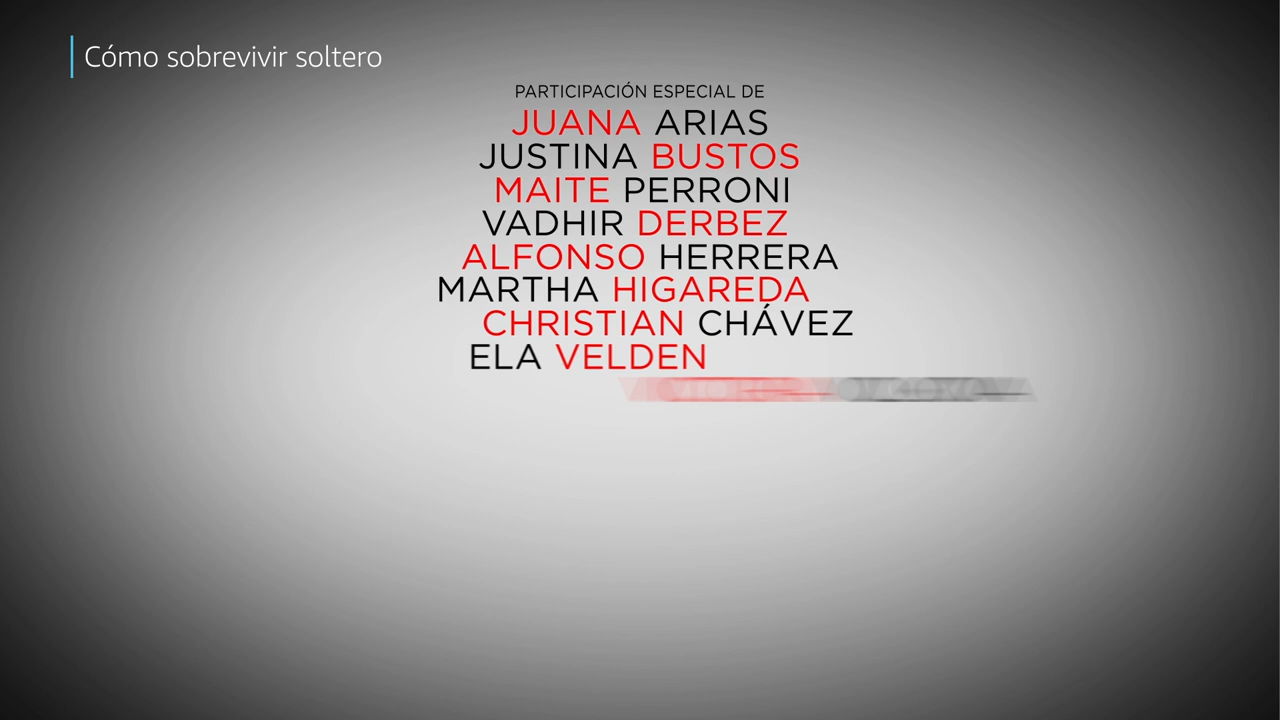 Cómo sobrevivir soltero
PARTICIPACIÓN ESPECIAL DE
JUANA ARIAS
JUSTINA BUSTOS
MAITE PERRONI
VADHIR DERBEZ
ALFONSO HERRERA
MARTHA HIGAREDA
CHRISTIAN CHÁVEZ
ELA VELDEN